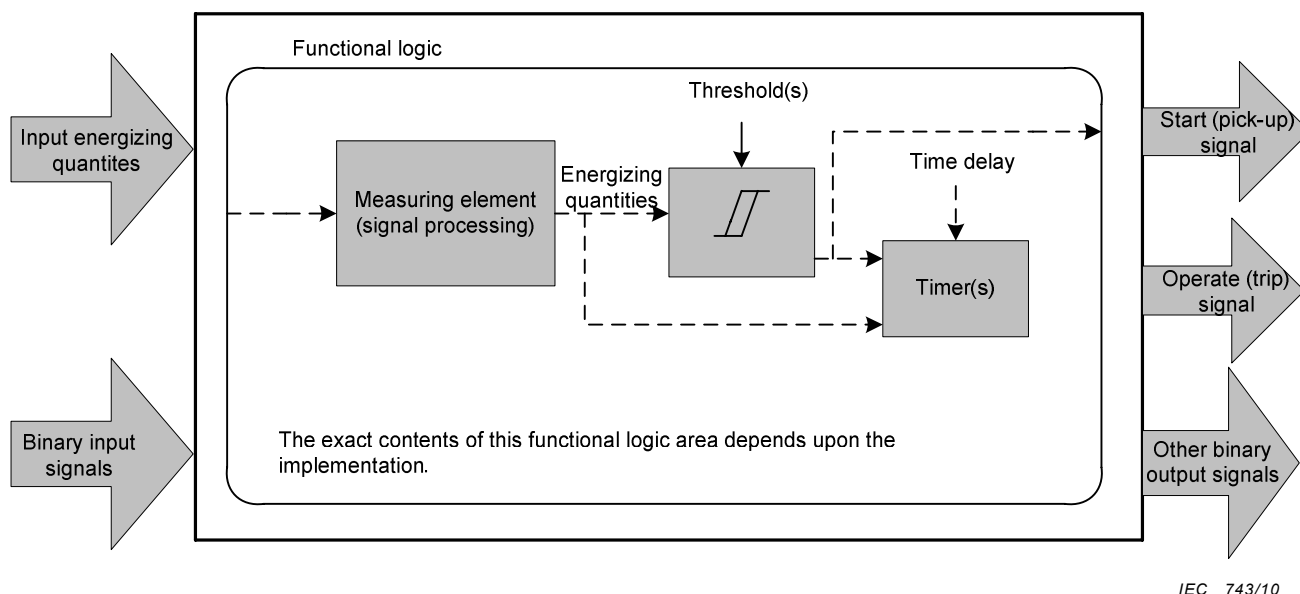 Functional logic
Threshold(s)
Input energizing
quantites
Measuring element
(signal processing)
Energizing
quantities
Time delay
Timer(s)
Start (pick-up)
signal
Operate (trip)
signal
Binary input
signals
The exact contents of this functional logic area depends upon the
implementation.
Other binary
output signals
IEC 743/10